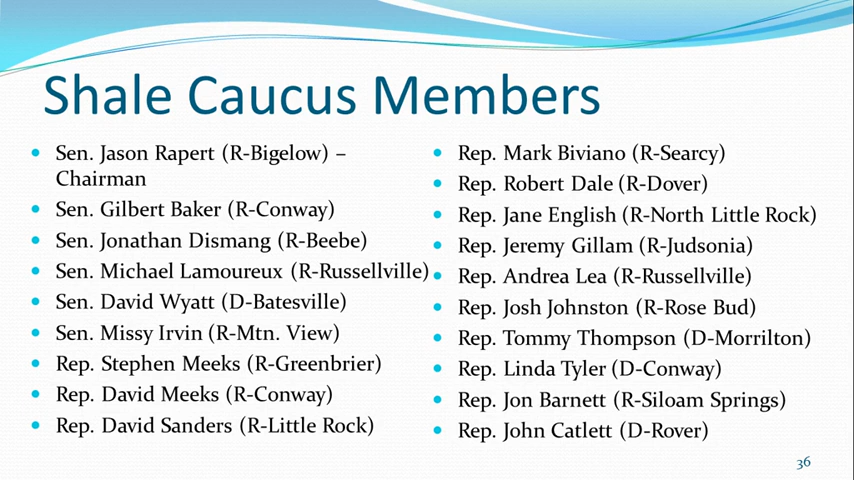 Shale Caucus Members
Sen. Jason Rapert (R-Bigelow) –
Chairman
Sen. Gilbert Baker (R-Conway)
Sen. Jonathan Dismang (R-Beebe)
Sen. Michael Lamoureux (R-Russellville)
Sen. David Wyatt (D-Batesville)
Sen. Missy Irvin (R-Mtn. View)
Rep. Stephen Meeks (R-Greenbrier)
Rep. David Meeks (R-Conway)
Rep. David Sanders (R-Little Rock)
Rep. Mark Biviano (R-Searcy)
Rep. Robert Dale (R-Dover)
Rep. Jane English (R-North Little Rock)
Rep. Jeremy Gillam (R-Judsonia)
Rep. Andrea Lea (R-Russellville)
Rep. Josh Johnston (R-Rose Bud)
Rep. Tommy Thompson (D-Morrilton)
Rep. Linda Tyler (D-Conway)
Rep. Jon Barnett (R-Siloam Springs)
Rep. John Catlett (D-Rover)
36